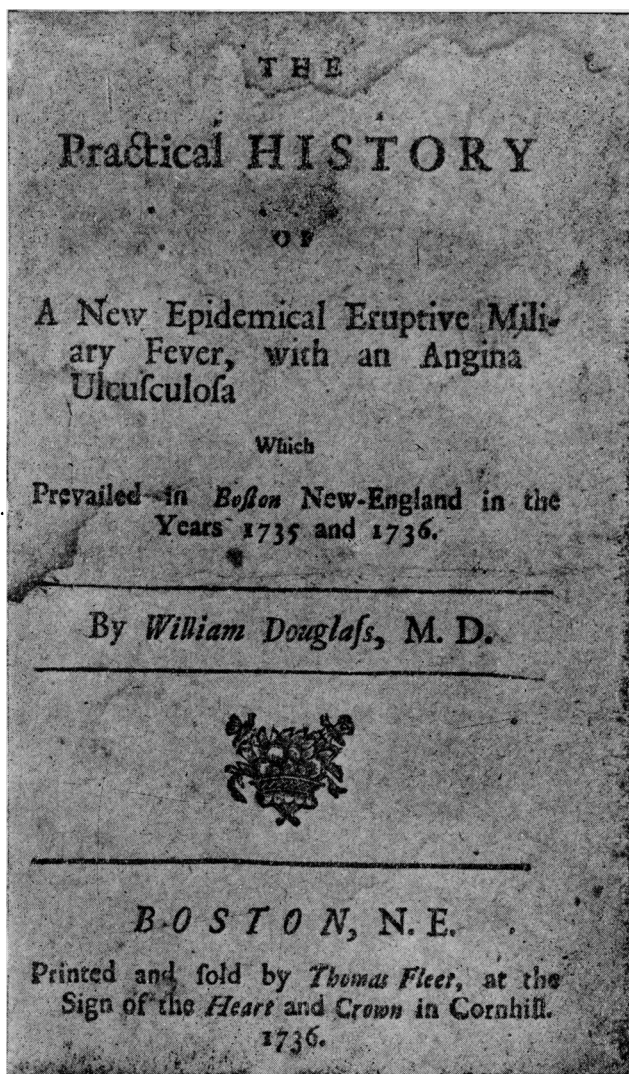 THE
Practical HISTORY
OF
A New Epidemical Eruptive Mili-
ary Fever, with an Angina
Ulcuſculoſa
Which
Prevailed in Boſton New-England in the
Years 1735 and 1736.
By William Douglaſs, M. D.
BOSTON, N. E.
Printed and ſold by Thomas Fleet, at the
Sign of the Heart and Crown in Cornhill.
1736.